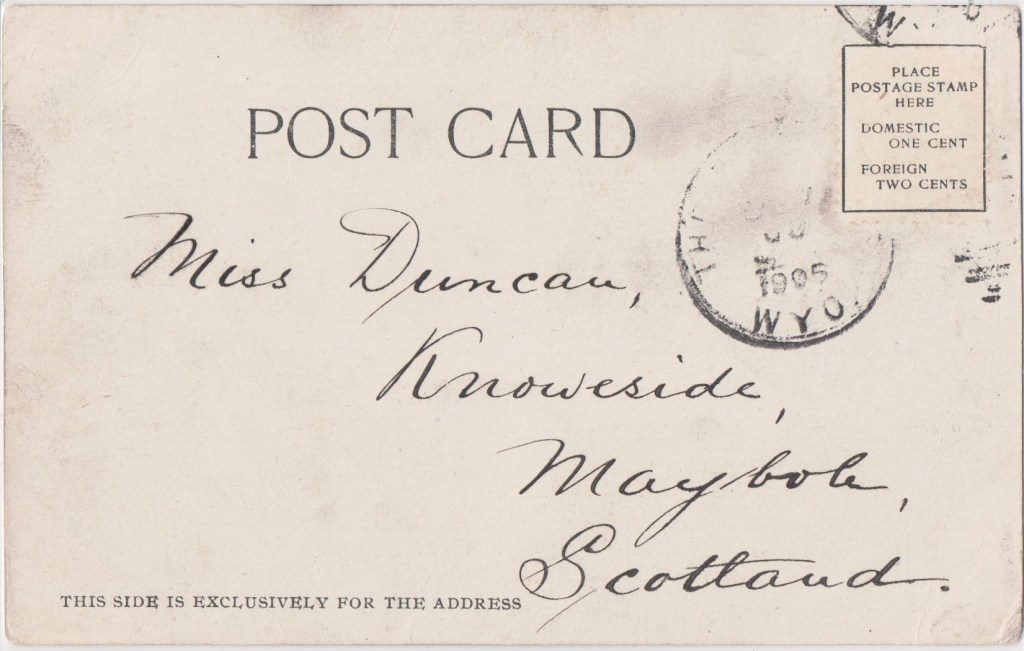 POST CARD
PLACE
POSTAGE STAMP
HERE
DOMESTIC
ONE CENT
FOREIGN
TWO CENTS
1905
WYO.
Miss Duncan,
Knoweside,
Maybole,
Scotland.
THIS SIDE IS EXCLUSIVELY FOR THE ADDRESS